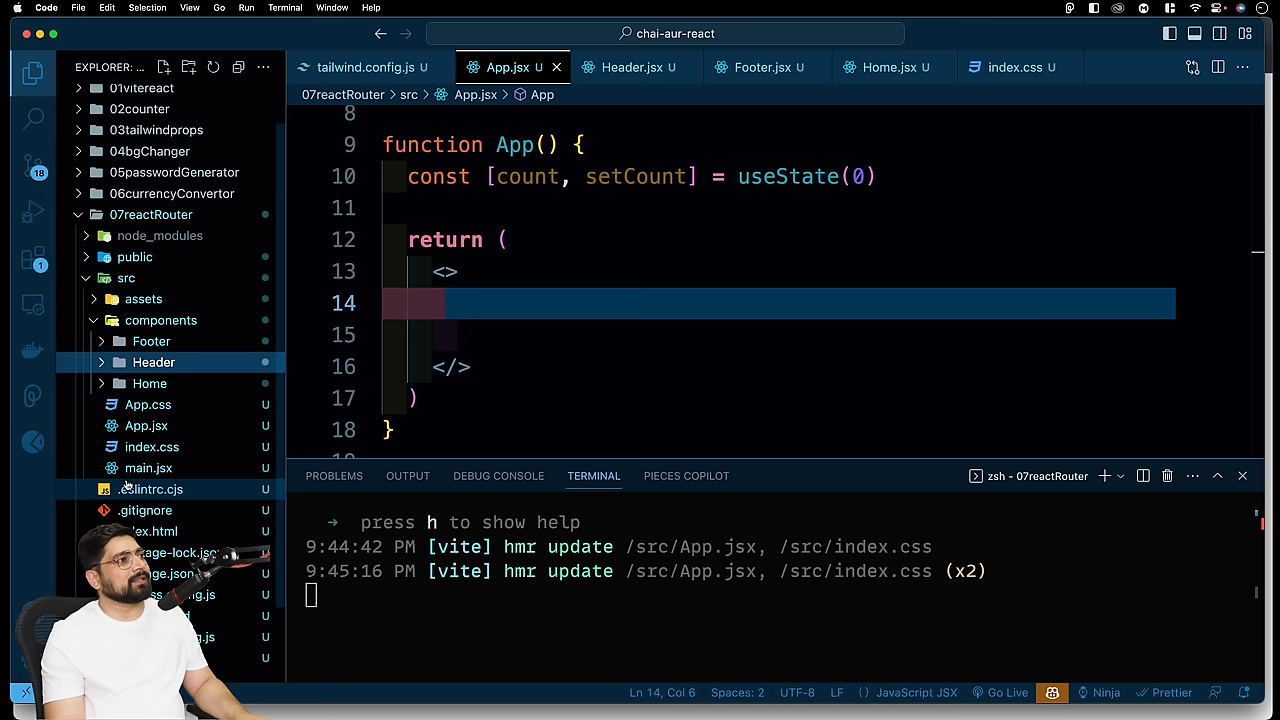 Code File Edit Selection View Go Run Terminal Window Help
chai-aur-react
EXPLORER: ...
tailwind.config.js U
App.jsx U
Header.jsx U
Footer.jsx U
Home.jsx U
index.css U
07reactRouter > src > App.jsx > App
01vitereact
02counter
03tailwindprops
04bgChanger
05passwordGenerator
06currencyConvertor
07reactRouter
node_modules
public
src
assets
components
Footer
Header
Home
App.css U
App.jsx U
index.css U
main.jsx U
.eslintrc.cjs U
.gitignore U
U
U
U
U
U
U
U
18
1
8
9 function App() {
10 const [count, setCount] = useState(0)
11
12 return (
13 <>
14
15
16 </>
17 )
18 }
PROBLEMS OUTPUT DEBUG CONSOLE TERMINAL PIECES COPILOT
zsh - 07reactRouter
➜ press h to show help
9:44:42 PM [vite] hmr update /src/App.jsx, /src/index.css
9:45:16 PM [vite] hmr update /src/App.jsx, /src/index.css (x2)
Ln 14, Col 6 Spaces: 2 UTF-8 LF { } JavaScript JSX Go Live Ninja Prettier